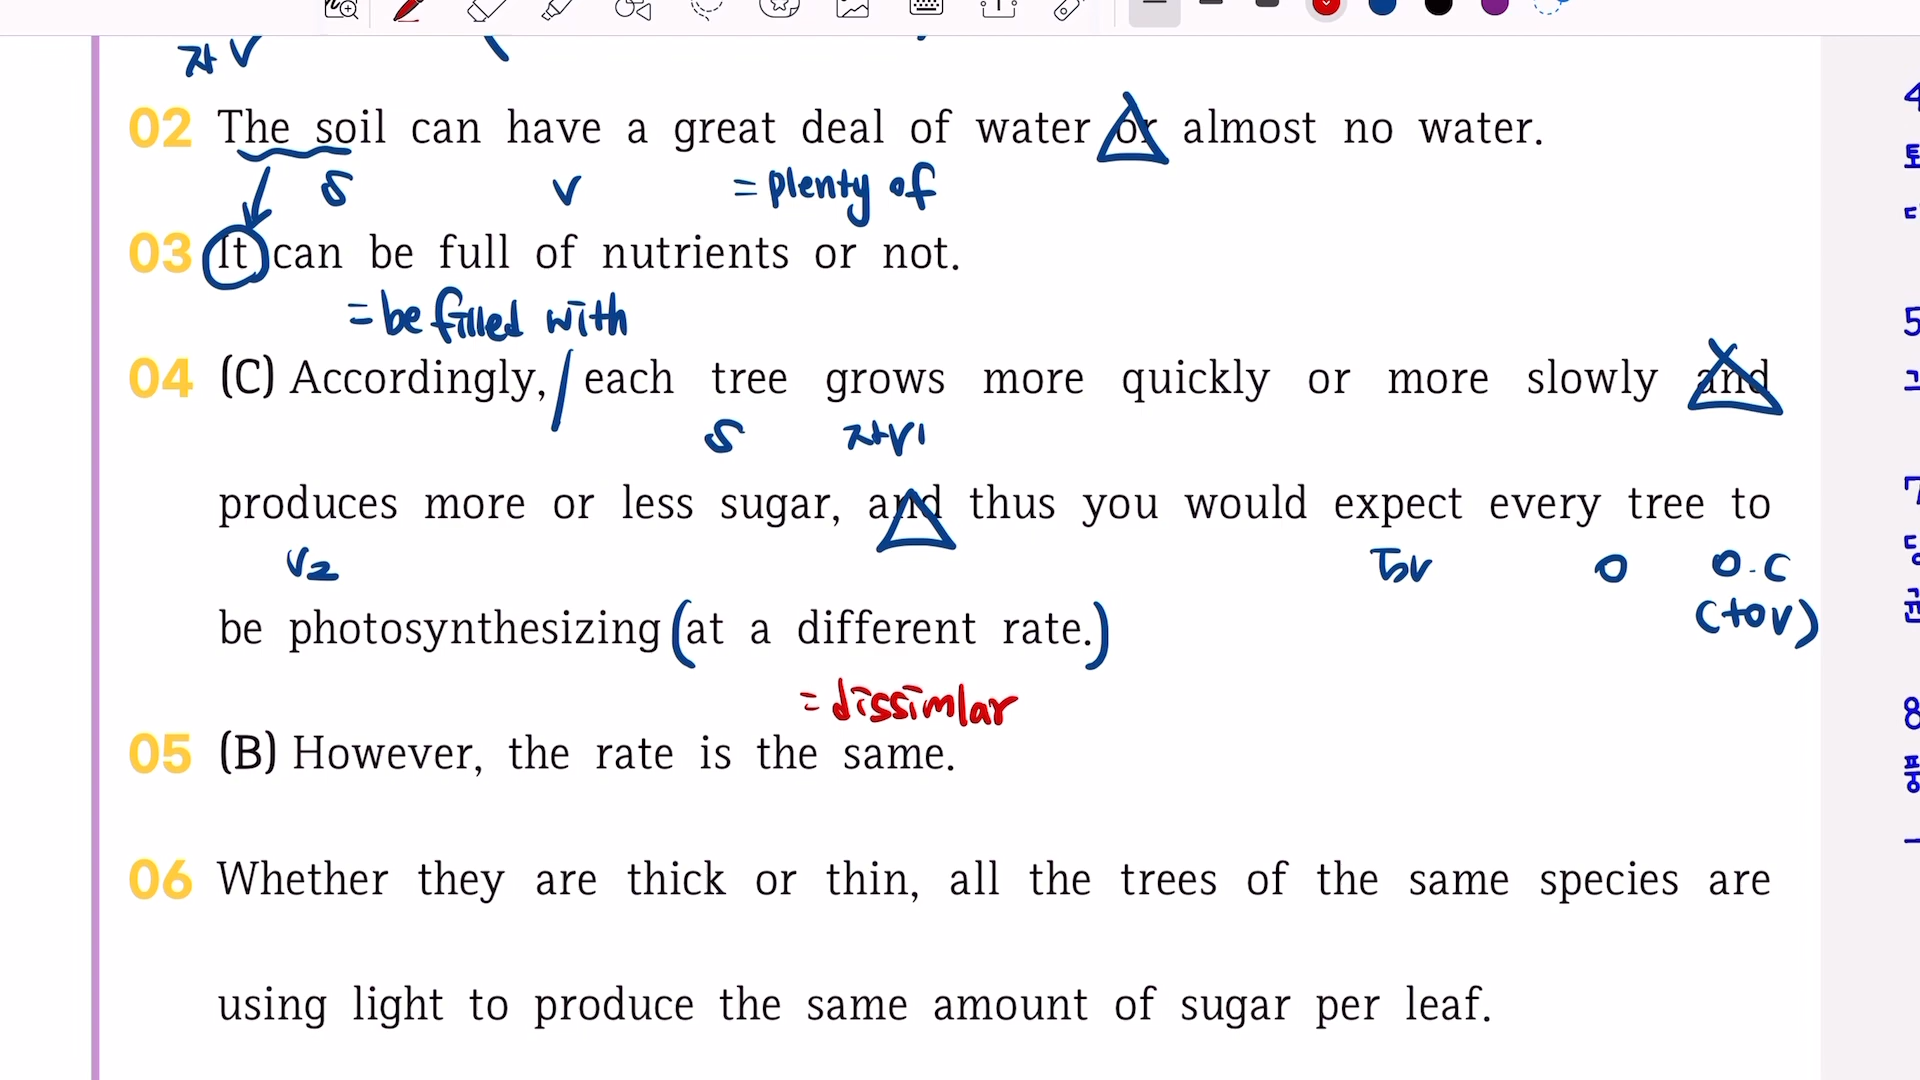 자V
02 The soil can have a great deal of water or almost no water.
S V = plenty of
03 It can be full of nutrients or not.
= be filled with
04 (C) Accordingly, / each tree grows more quickly or more slowly and
S 자V1
produces more or less sugar, and thus you would expect every tree to
V2 5V O O.C
be photosynthesizing (at a different rate.) (to V)
= dissimlar
05 (B) However, the rate is the same.
06 Whether they are thick or thin, all the trees of the same species are
using light to produce the same amount of sugar per leaf.